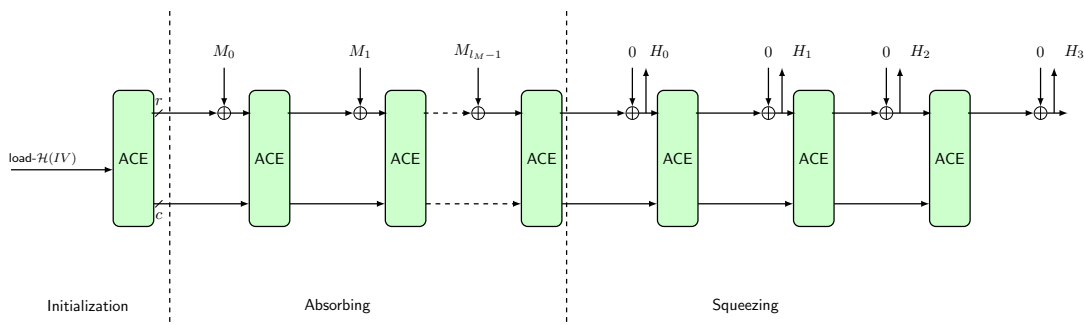 M_0 M_1 M_{l_M-1} 0 H_0 0 H_1 0 H_2 0 H_3
r
ACE ACE ACE ACE ACE ACE ACE
load-\mathcal{H}(IV)
c
Initialization Absorbing Squeezing